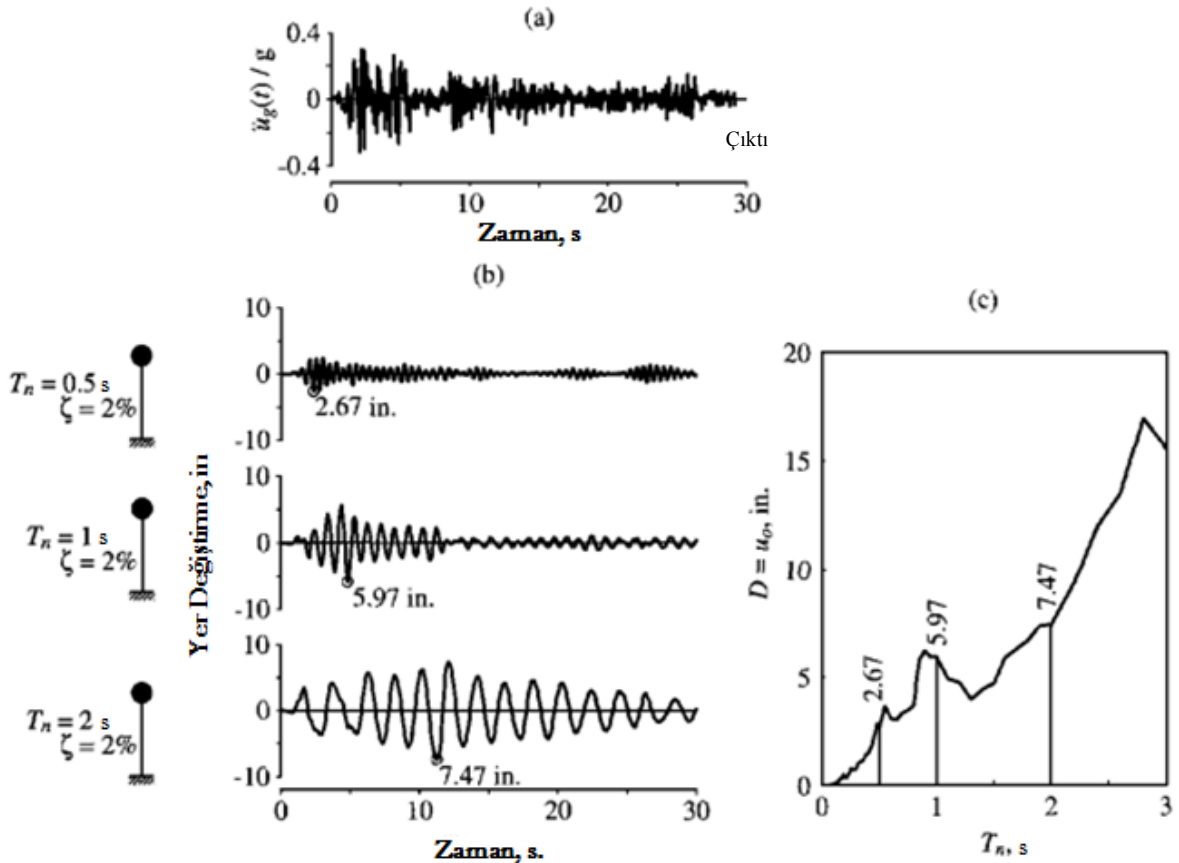 (a)
0.4
0
-0.4
ü_g(t) / g
Çıktı
0 10 20 30
Zaman, s
(b)
(c)
T_n = 0.5 s
ζ = 2%
10
0
-10
2.67 in.
T_n = 1 s
ζ = 2%
Yer Değiştirme, in
10
0
-10
5.97 in.
T_n = 2 s
ζ = 2%
10
0
-10
7.47 in.
0 10 20 30
Zaman, s.
20
15
10
5
0
D = u_o, in.
2.67
5.97
7.47
0 1 2 3
T_n, s